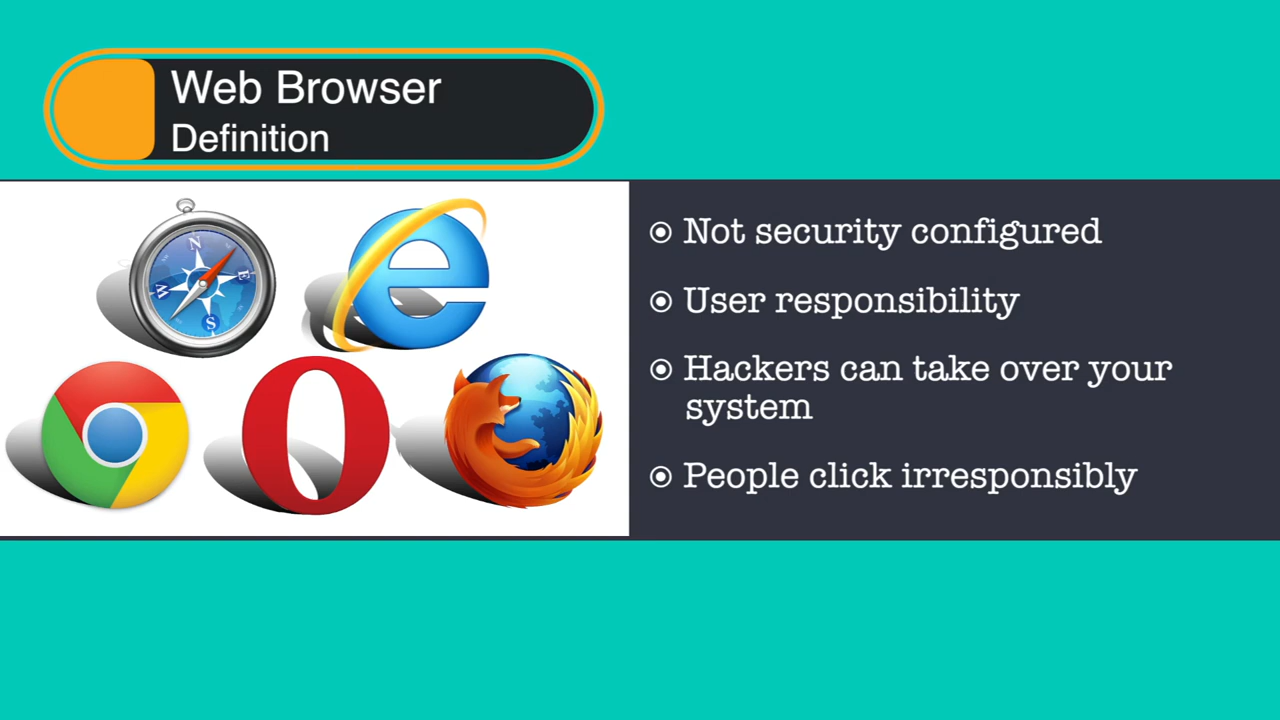 Web Browser
Definition
Not security configured
User responsibility
Hackers can take over your
system
People click irresponsibly
N
E
S
W
e
O